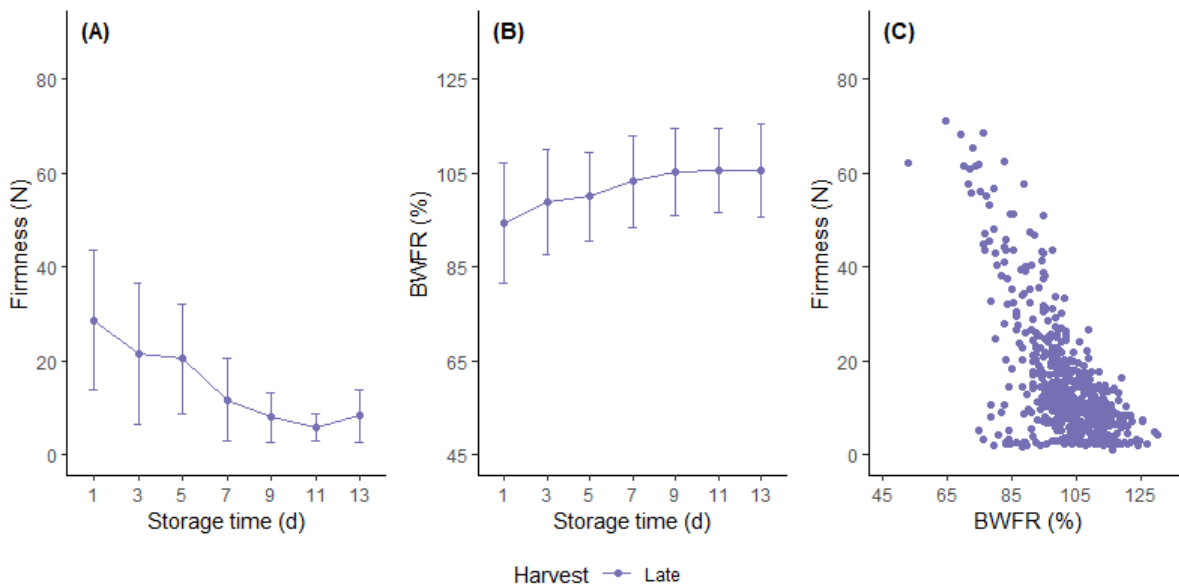 (A)
Firmness (N)
80
60
40
20
0
1 3 5 7 9 11 13
Storage time (d)
(B)
BWFR (%)
125
105
85
65
45
1 3 5 7 9 11 13
Storage time (d)
(C)
Firmness (N)
80
60
40
20
0
45 65 85 105 125
BWFR (%)
Harvest Late